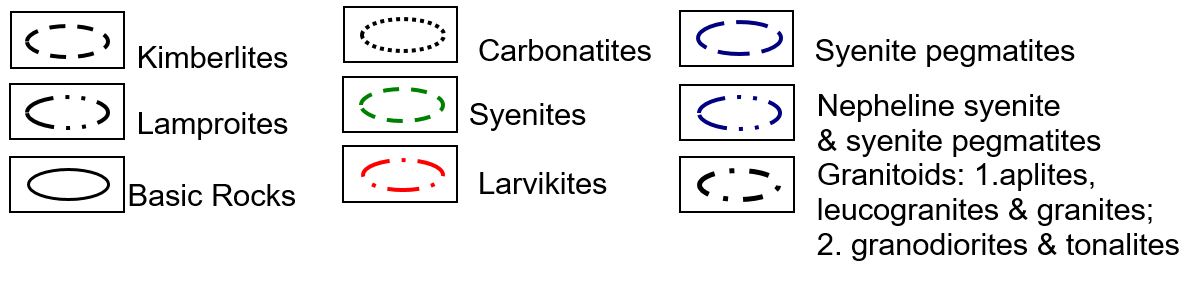 Kimberlites
Lamproites
Basic Rocks
Carbonatites
Syenites
Larvikites
Syenite pegmatites
Nepheline syenite
& syenite pegmatites
Granitoids: 1.aplites,
leucogranites & granites;
2. granodiorites & tonalites